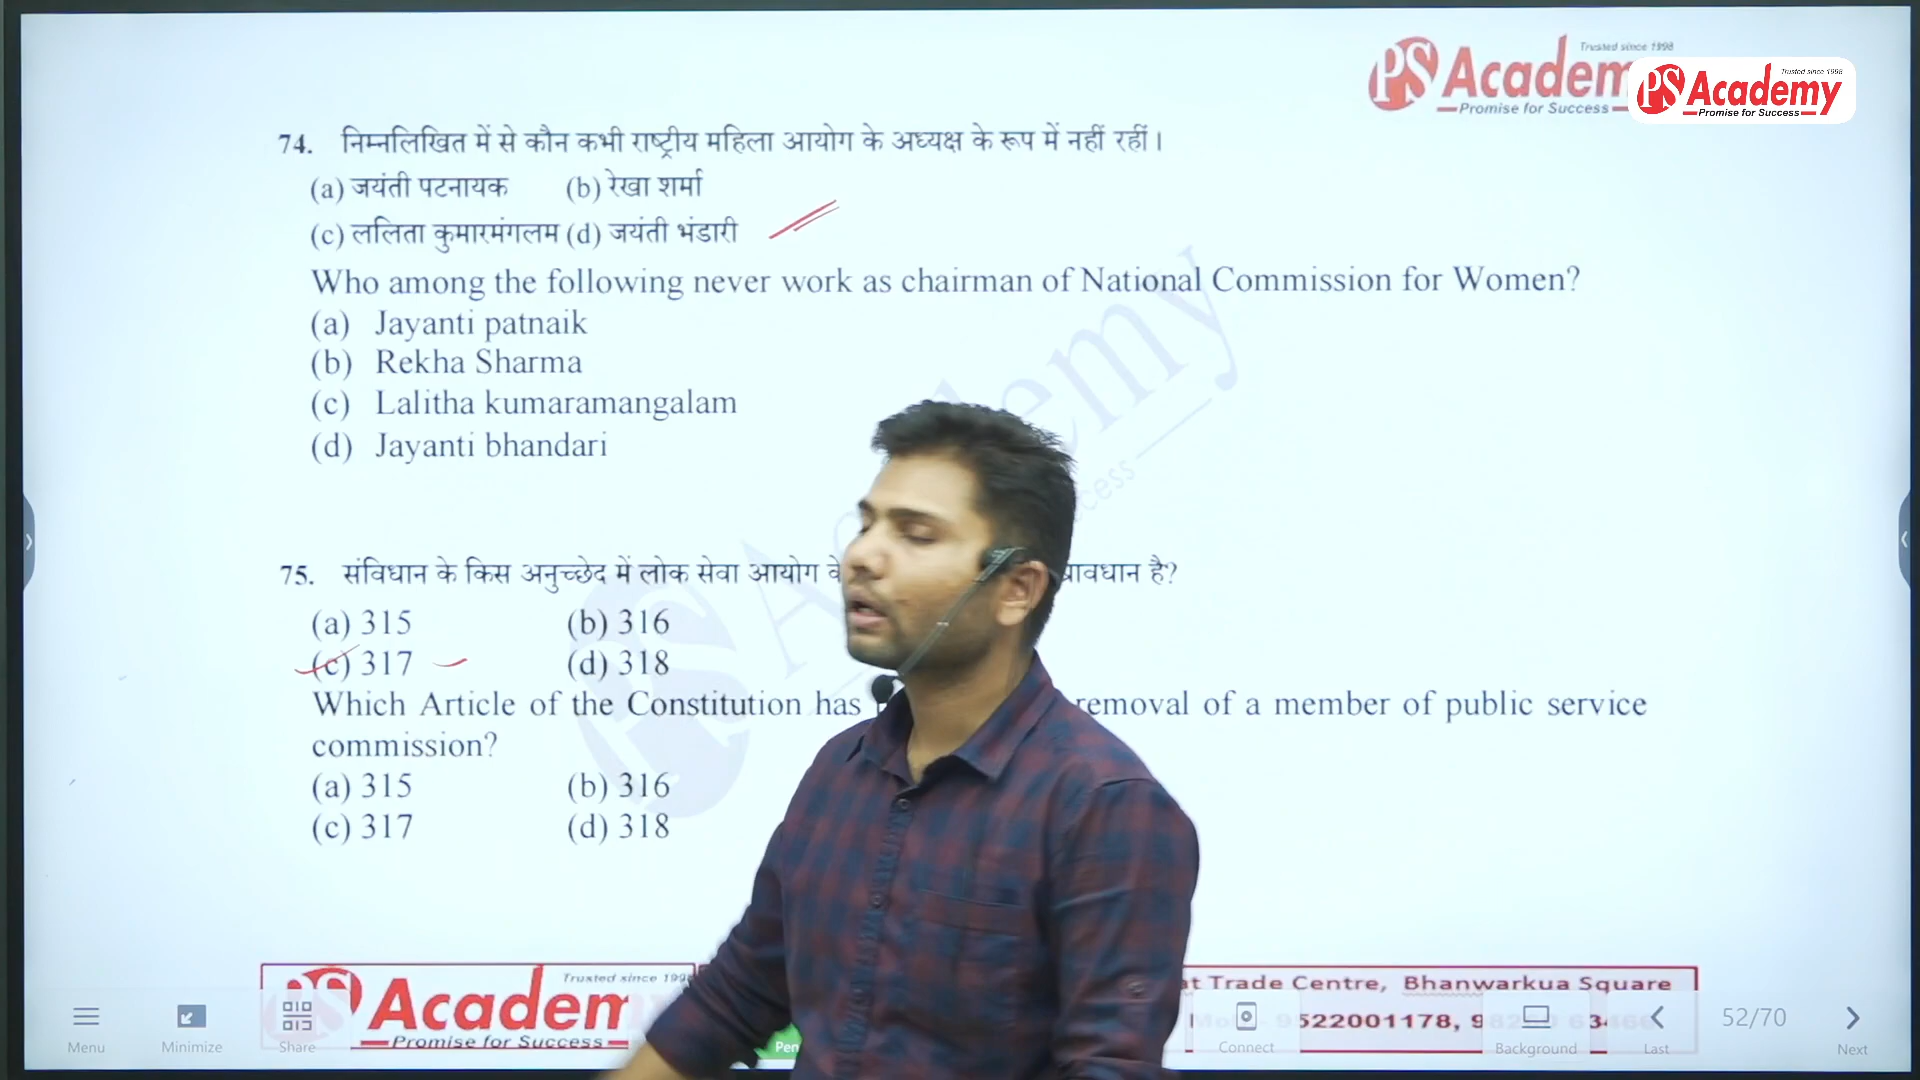 Trusted since 1998
PS Academ
Promise for Success
Trusted since 1998
PS Academy
Promise for Success
74. निम्नलिखित में से कौन कभी राष्ट्रीय महिला आयोग के अध्यक्ष के रूप में नहीं रहीं।
(a) जयंती पटनायक (b) रेखा शर्मा
(c) ललिता कुमारमंगलम (d) जयंती भंडारी
Who among the following never work as chairman of National Commission for Women?
(a) Jayanti patnaik
(b) Rekha Sharma
(c) Lalitha kumaramangalam
(d) Jayanti bhandari
75. संविधान के किस अनुच्छेद में लोक सेवा आयोग प्रावधान है?
(a) 315 (b) 316
(c) 317 (d) 318
Which Article of the Constitution has removal of a member of public service
commission?
(a) 315 (b) 316
(c) 317 (d) 318
Trusted since 1998
Academ
Promise for Success
at Trade Centre, Bhanwarkua Square
9522001178,
Menu Minimize Share Pen Connect Background Last 52/70 Next